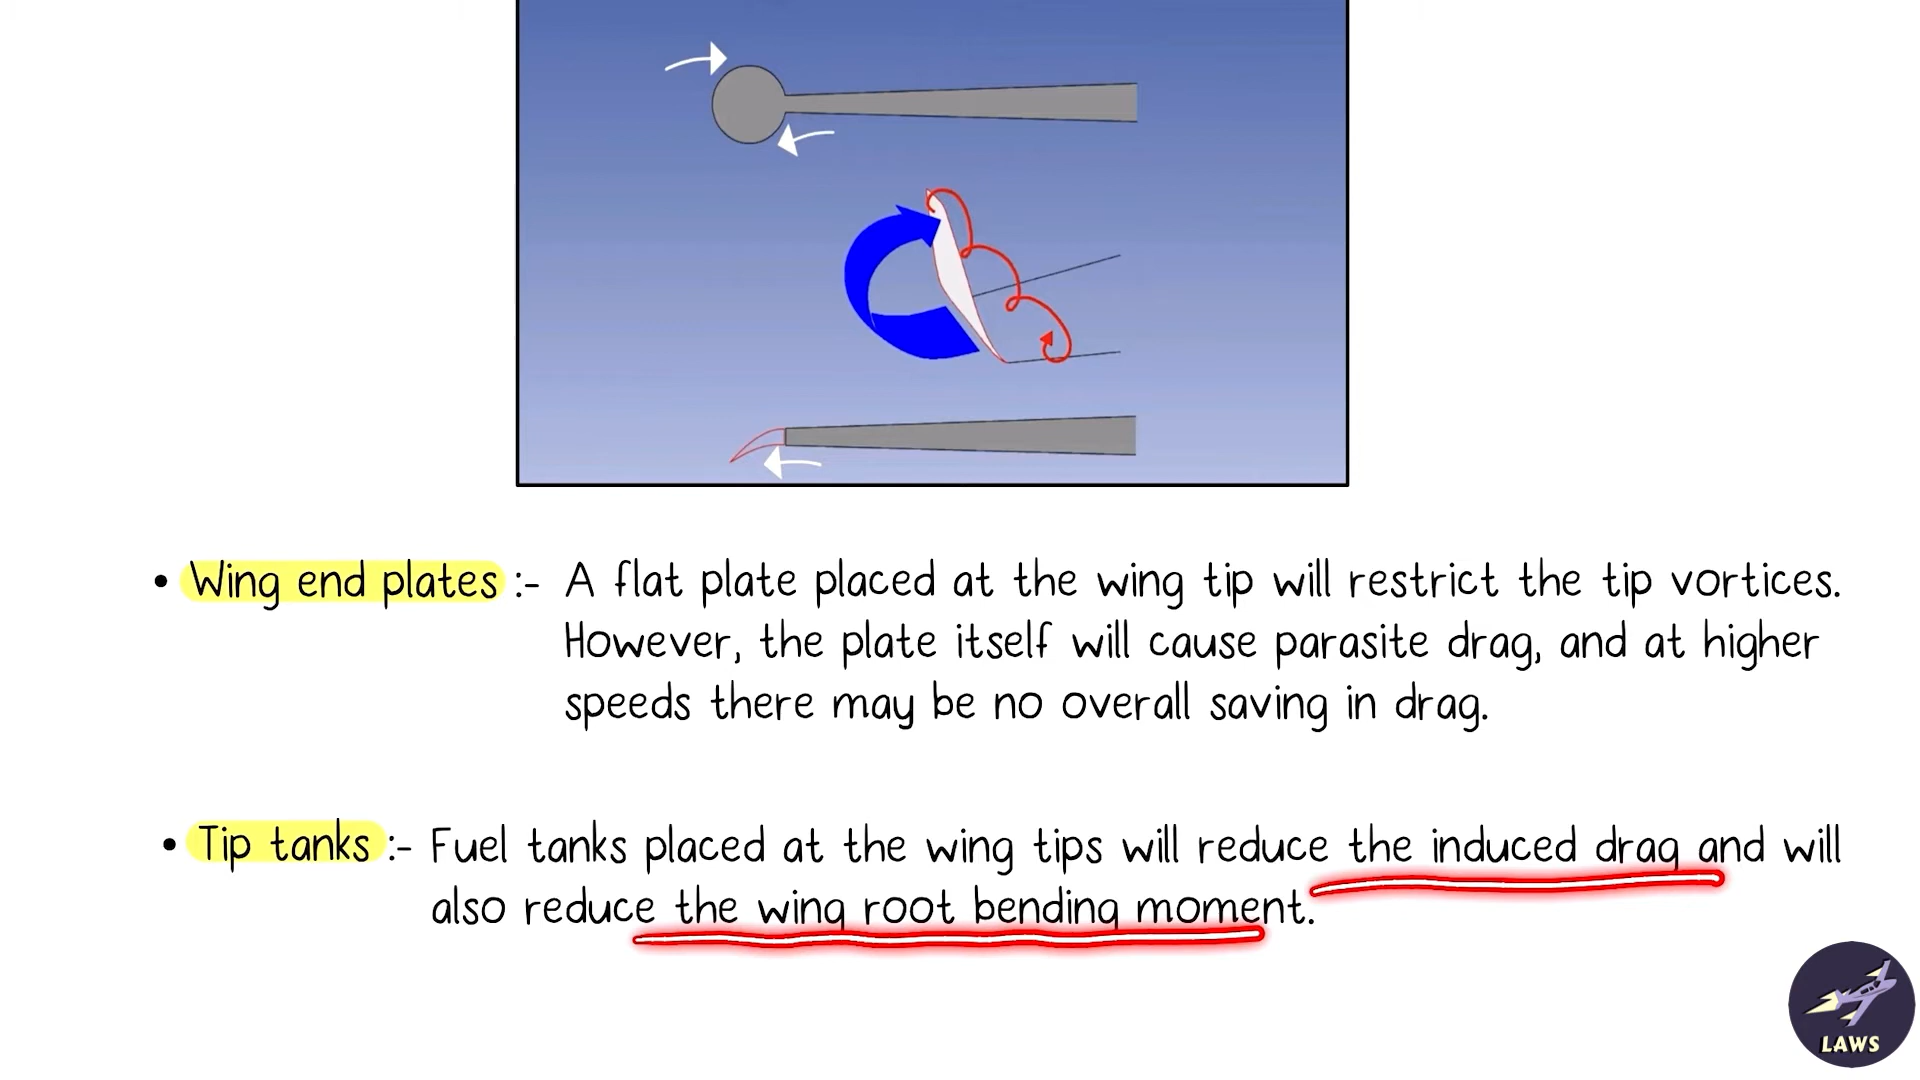 • Wing end plates :- A flat plate placed at the wing tip will restrict the tip vortices.
However, the plate itself will cause parasite drag, and at higher
speeds there may be no overall saving in drag.
• Tip tanks :- Fuel tanks placed at the wing tips will reduce the induced drag and will
also reduce the wing root bending moment.
LAWS